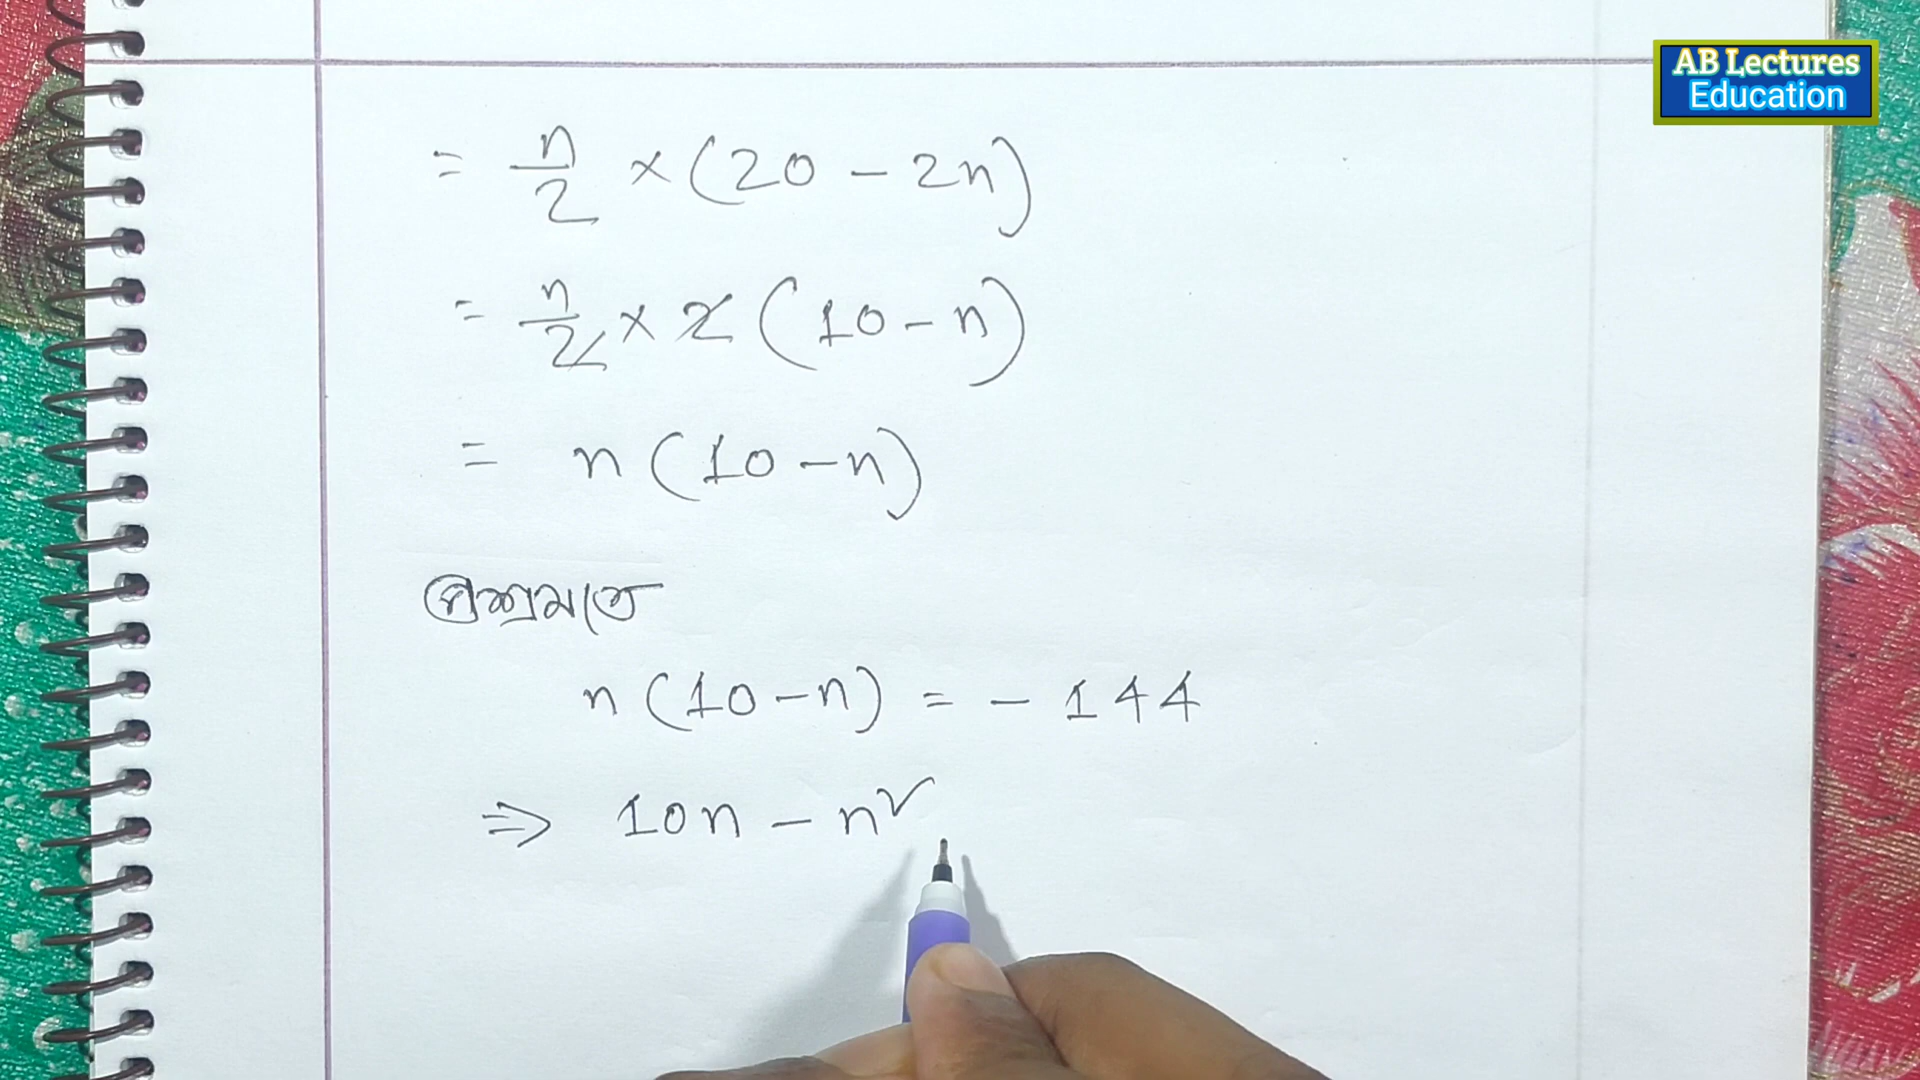 AB Lectures
Education
= n/2 × (20 - 2n)
= n/2 × 2 (10 - n)
= n (10 - n)
প্রশ্নমতে
n (10 - n) = - 144
⇒ 10n - n²